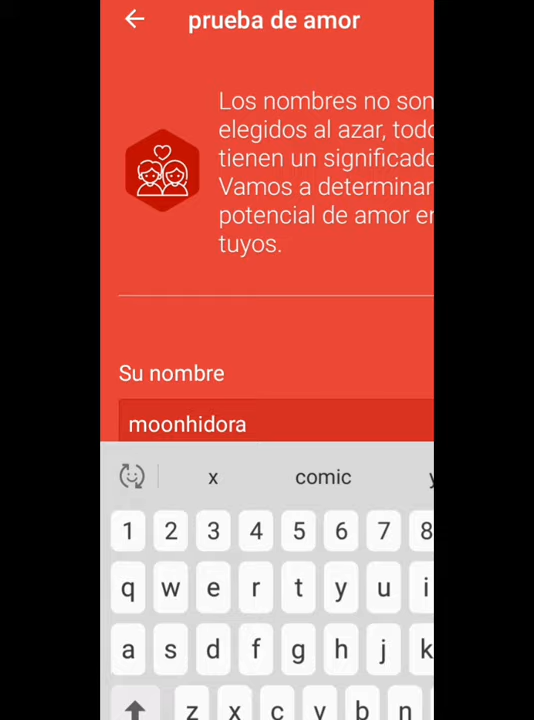 prueba de amor
Los nombres no son
elegidos al azar, todo
tienen un significado
Vamos a determinar
potencial de amor en
tuyos.
Su nombre
moonhidora
x comic y
1 2 3 4 5 6 7 8
q w e r t y u i
a s d f g h j k
z x c v b n